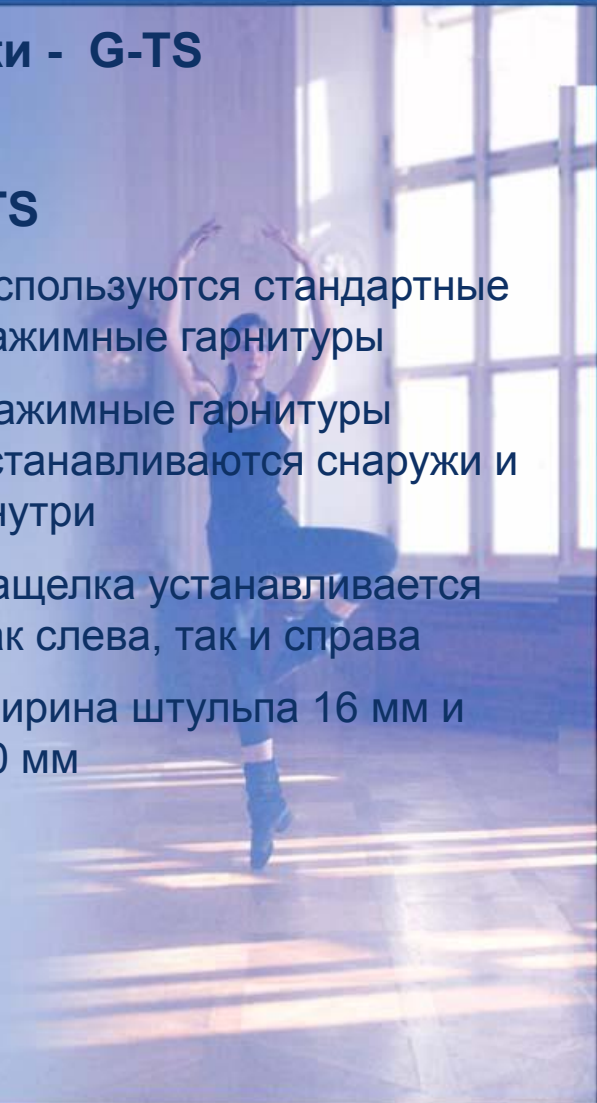 ки - G-TS
TS
спользуются стандартные
ажимные гарнитуры
ажимные гарнитуры
станавливаются снаружи и
нутри
ащелка устанавливается
ак слева, так и справа
ирина штульпа 16 мм и
0 мм